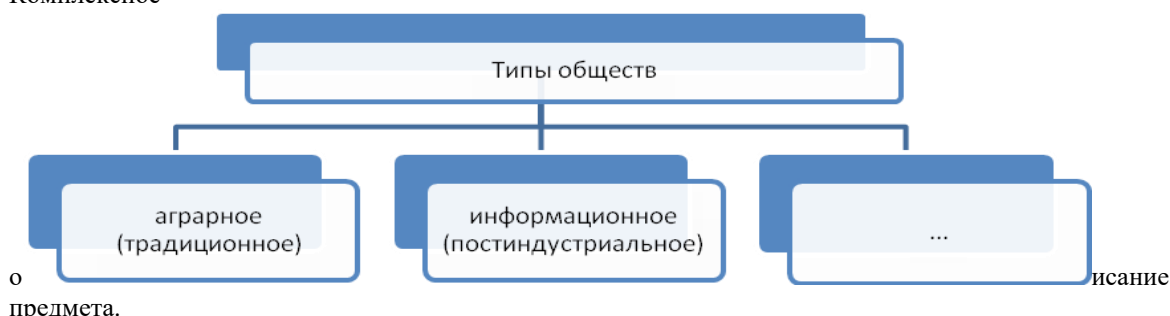 Типы обществ
аграрное
(традиционное)
информационное
(постиндустриальное)
...
о
исание
предмета.